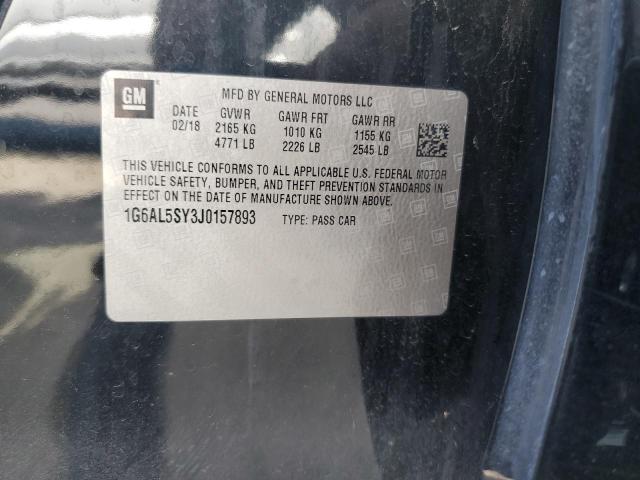 GM
MFD BY GENERAL MOTORS LLC
DATE GVWR GAWR FRT GAWR RR
02/18 2165 KG 1010 KG 1155 KG
4771 LB 2226 LB 2545 LB
THIS VEHICLE CONFORMS TO ALL APPLICABLE U.S. FEDERAL MOTOR
VEHICLE SAFETY, BUMPER, AND THEFT PREVENTION STANDARDS IN
EFFECT ON THE DATE OF MANUFACTURE SHOWN ABOVE.
1G6AL5SY3J0157893 TYPE: PASS CAR